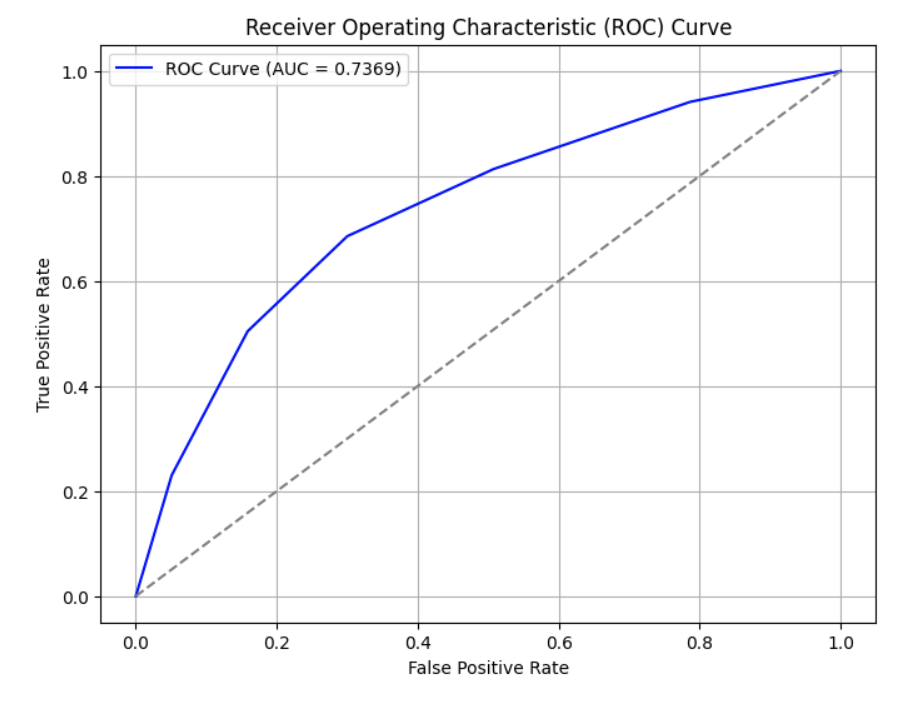 Receiver Operating Characteristic (ROC) Curve
ROC Curve (AUC = 0.7369)
True Positive Rate
1.0
0.8
0.6
0.4
0.2
0.0
0.0 0.2 0.4 0.6 0.8 1.0
False Positive Rate